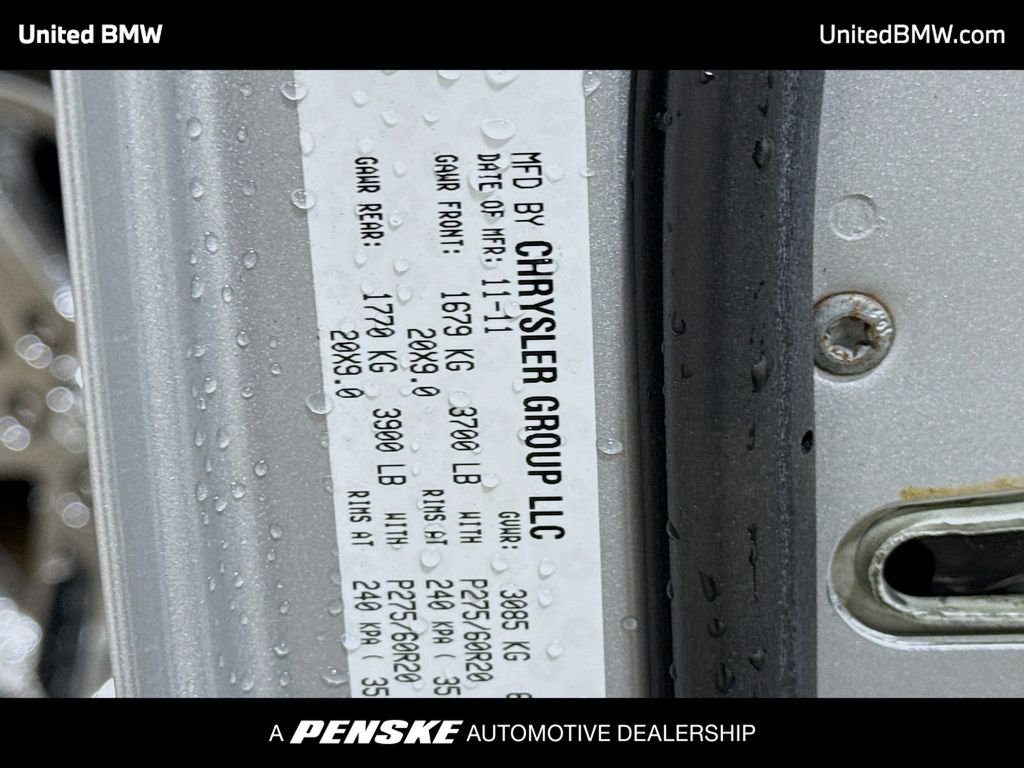 United BMW
UnitedBMW.com
MFD BY CHRYSLER GROUP LLC
DATE OF MFR: 11-11 GVWR: 3085 KG
GAWR FRONT: 1679 KG 3700 LB WITH P275/60R20
20X9.0 RIMS AT 240 KPA ( 35
GAWR REAR: 1770 KG 3900 LB WITH P275/60R20
20X9.0 RIMS AT 240 KPA ( 35
A PENSKE AUTOMOTIVE DEALERSHIP